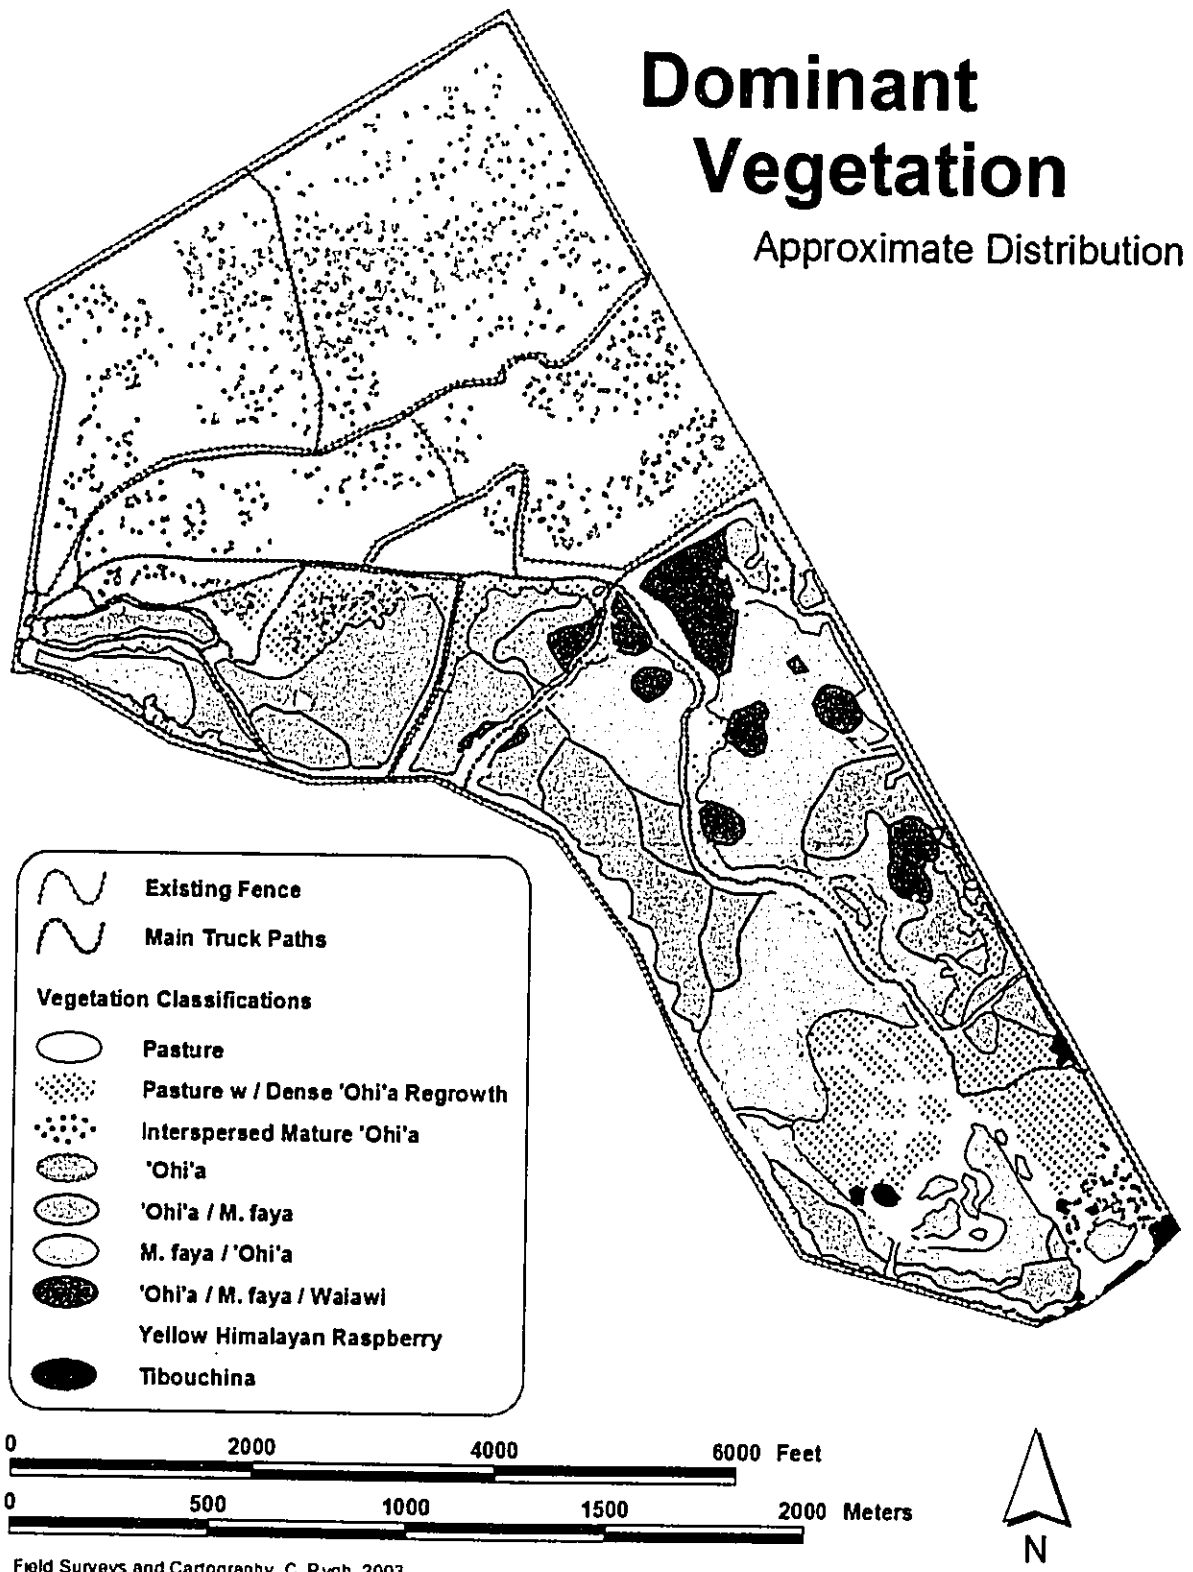 Dominant
Vegetation
Approximate Distribution
Existing Fence
Main Truck Paths
Vegetation Classifications
Pasture
Pasture w / Dense 'Ohi'a Regrowth
Interspersed Mature 'Ohi'a
'Ohi'a
'Ohi'a / M. faya
M. faya / 'Ohi'a
'Ohi'a / M. faya / Waiawi
Yellow Himalayan Raspberry
Tibouchina
0 2000 4000 6000 Feet
0 500 1000 1500 2000 Meters
N
Field Surveys and Cartography, C. Rygh, 2003